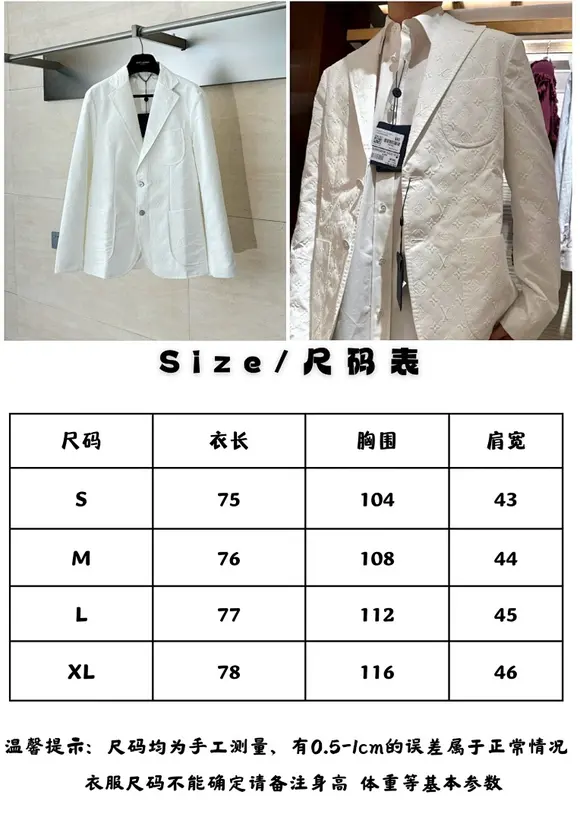 Size/尺码表
尺码 衣长 胸围 肩宽
S 75 104 43
M 76 108 44
L 77 112 45
XL 78 116 46
温馨提示：尺码均为手工测量、有0.5-1cm的误差属于正常情况
衣服尺码不能确定请备注身高 体重等基本参数